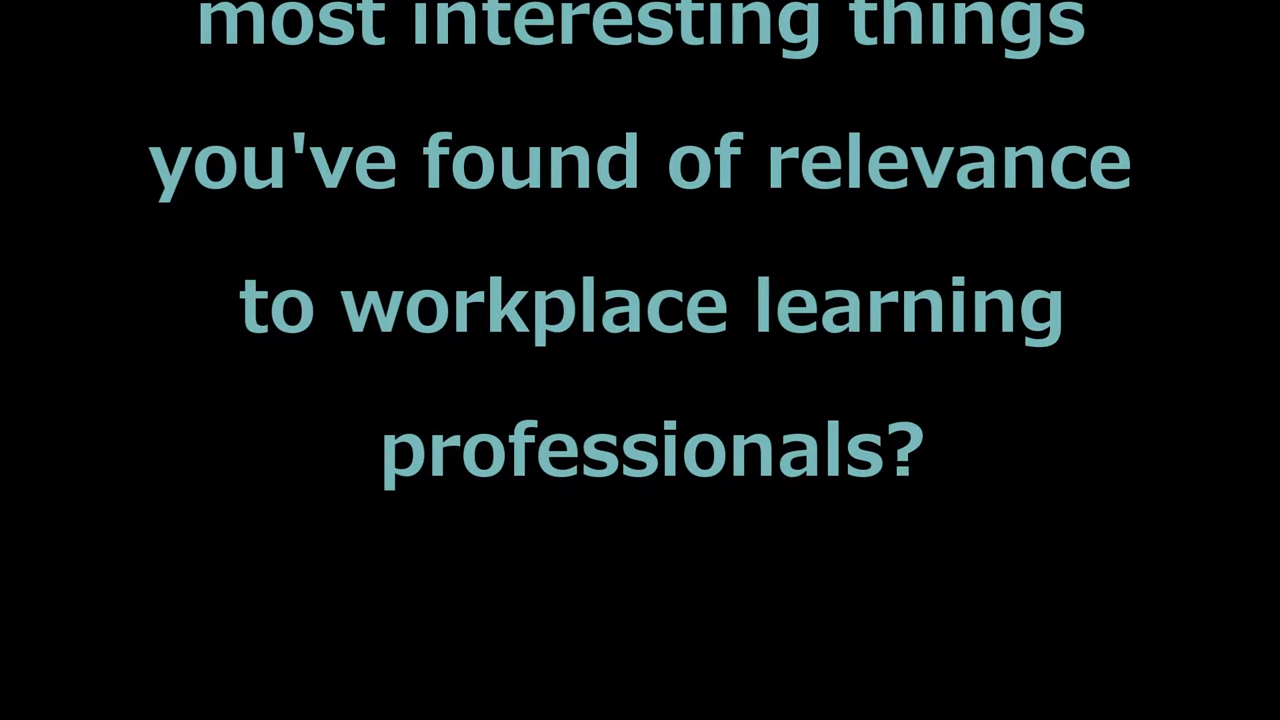 most interesting things
you've found of relevance
to workplace learning
professionals?